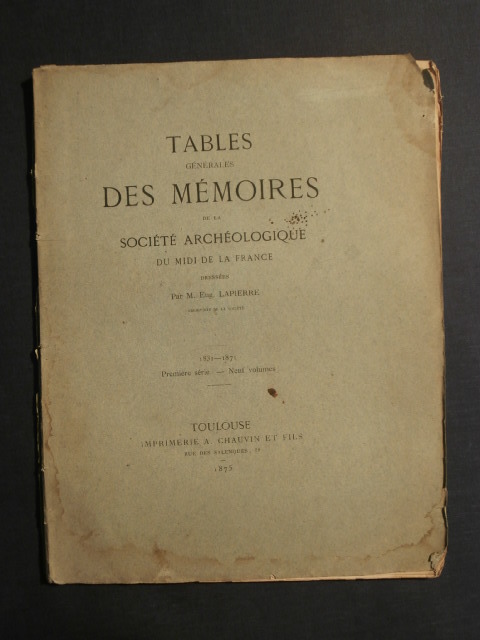 TABLES
GÉNÉRALES
DES MÉMOIRES
DE LA
SOCIÉTÉ ARCHÉOLOGIQUE
DU MIDI DE LA FRANCE
DRESSÉES
Par M. Eug. LAPIERRE
1831–1871
Première série. — Neuf volumes
TOULOUSE
IMPRIMERIE A. CHAUVIN ET FILS
RUE DES SALENQUES, 28
1875